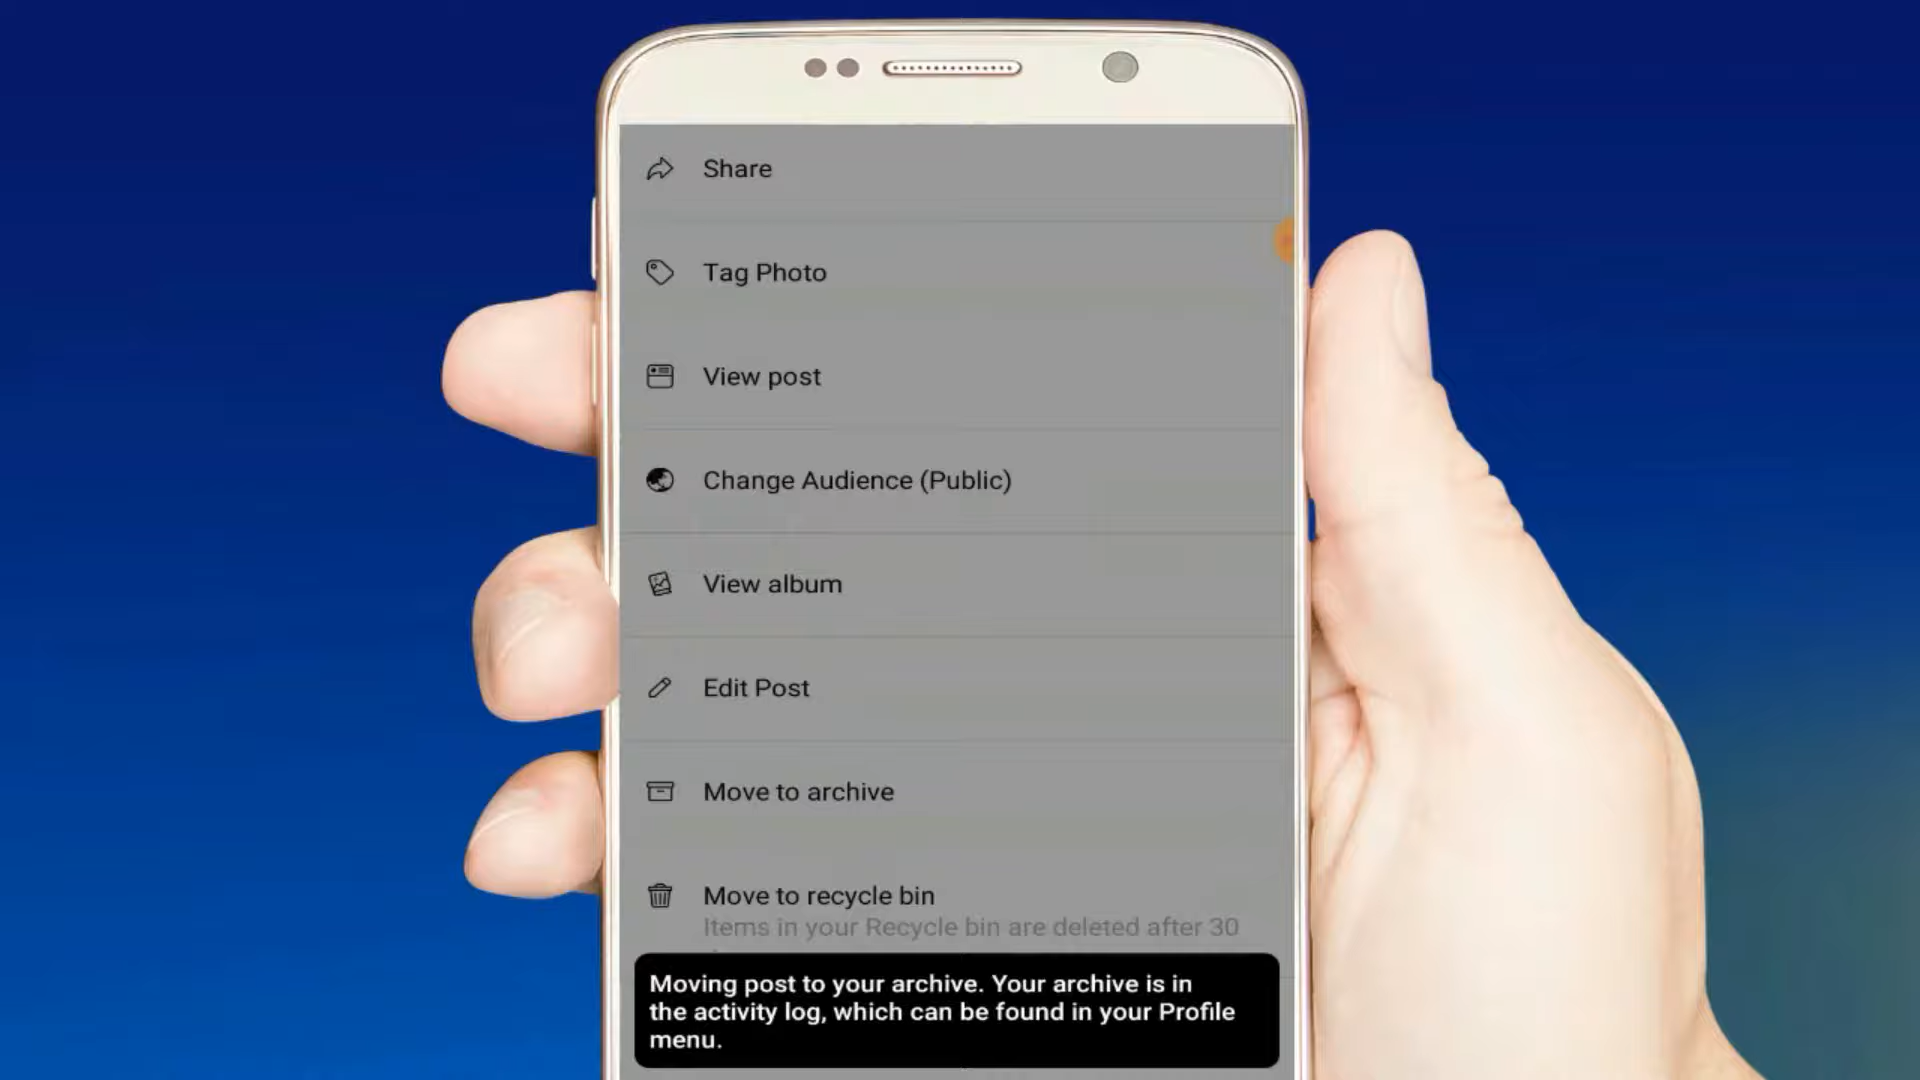 Share
Tag Photo
View post
Change Audience (Public)
View album
Edit Post
Move to archive
Move to recycle bin
Items in your Recycle bin are deleted after 30
Moving post to your archive. Your archive is in
the activity log, which can be found in your Profile
menu.